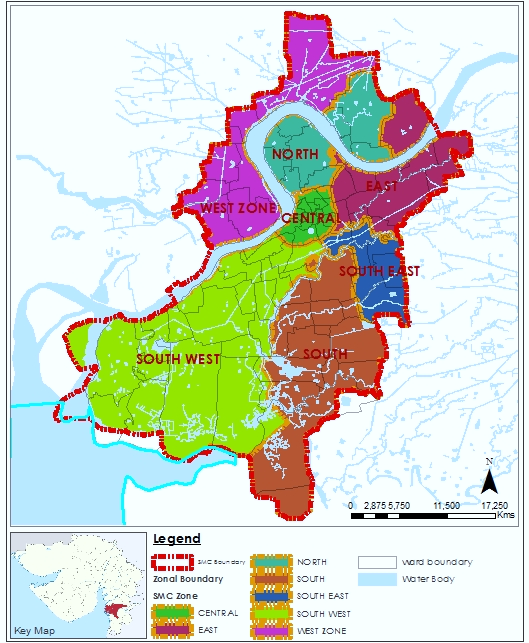 NORTH
EAST
WEST ZONE
CENTRAL
SOUTH EAST
SOUTH WEST
SOUTH
N
0 2,875 5,750 11,500 17,250
Kms
Key Map
Legend
SMC Boundary
Zonal Boundary
SMC Zone
CENTRAL
EAST
NORTH
SOUTH
SOUTH EAST
SOUTH WEST
WEST ZONE
Ward boundary
Water Body